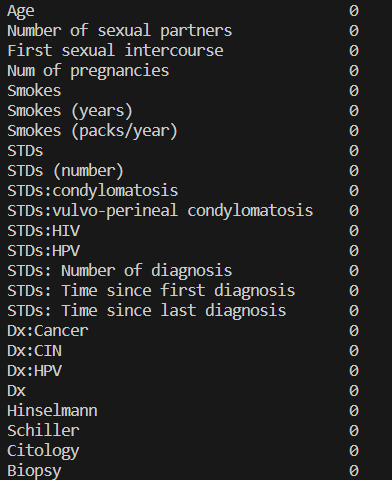 Age 0
Number of sexual partners 0
First sexual intercourse 0
Num of pregnancies 0
Smokes 0
Smokes (years) 0
Smokes (packs/year) 0
STDs 0
STDs (number) 0
STDs:condylomatosis 0
STDs:vulvo-perineal condylomatosis 0
STDs:HIV 0
STDs:HPV 0
STDs: Number of diagnosis 0
STDs: Time since first diagnosis 0
STDs: Time since last diagnosis 0
Dx:Cancer 0
Dx:CIN 0
Dx:HPV 0
Dx 0
Hinselmann 0
Schiller 0
Citology 0
Biopsy 0